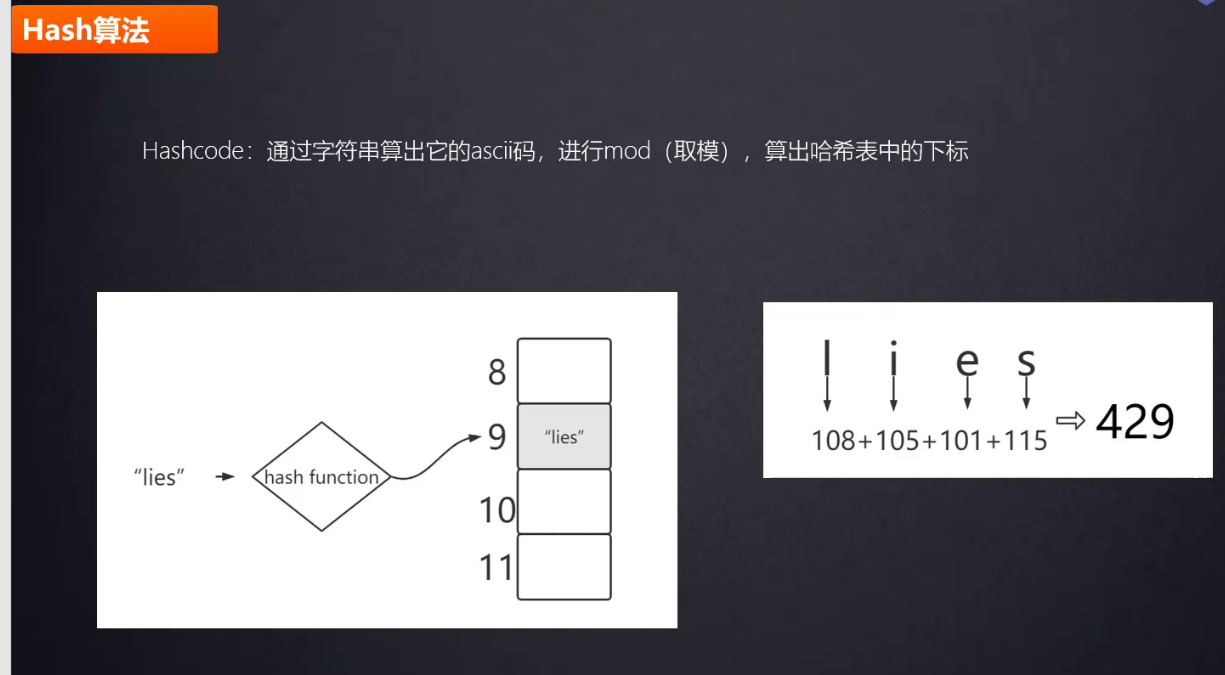 Hash算法
Hashcode：通过字符串算出它的ascii码，进行mod（取模），算出哈希表中的下标
8
9 “lies”
“lies” hash function
10
11
l i e s
108+105+101+115 ⇨ 429